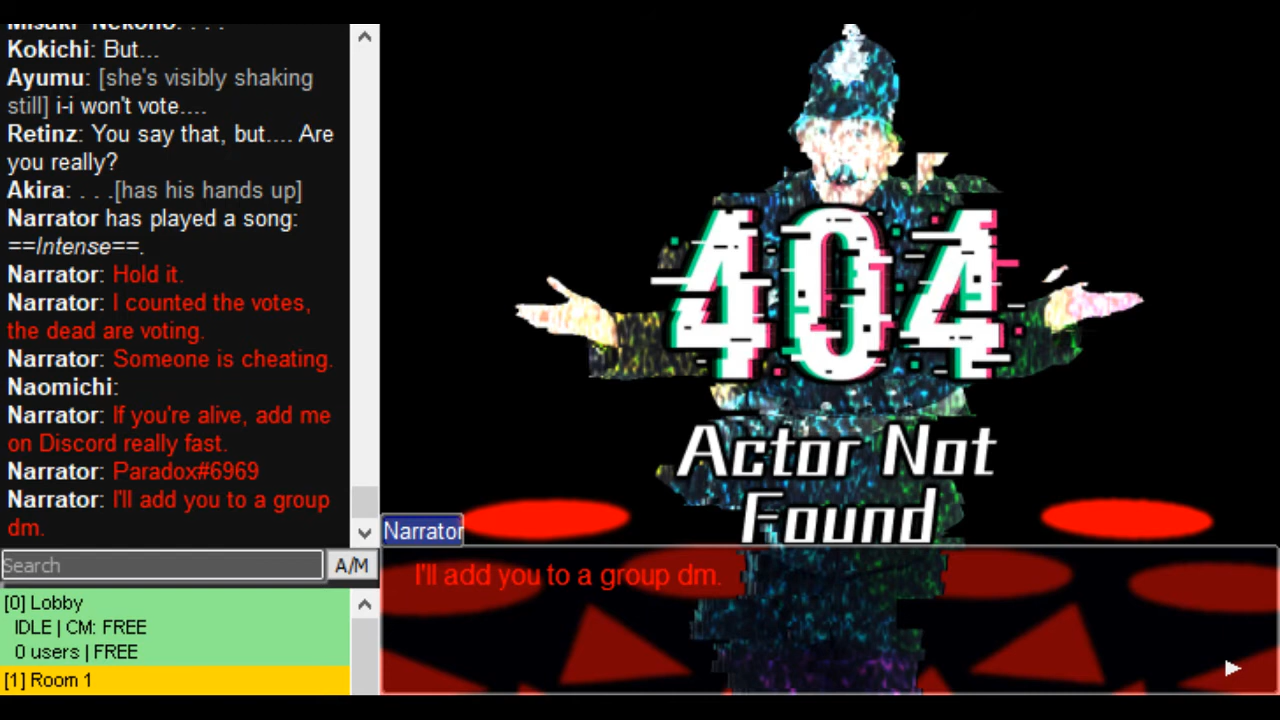 Misaki Nekono: . . . .
Kokichi: But...
Ayumu: [she's visibly shaking
still] i-i won't vote....
Retinz: You say that, but.... Are
you really?
Akira: . . .[has his hands up]
Narrator has played a song:
==Intense==.
Narrator: Hold it.
Narrator: I counted the votes,
the dead are voting.
Narrator: Someone is cheating.
Naomichi:
Narrator: If you're alive, add me
on Discord really fast.
Narrator: Paradox#6969
Narrator: I'll add you to a group
dm.
Search
A/M
[0] Lobby
IDLE | CM: FREE
0 users | FREE
[1] Room 1
404
Actor Not
Found
Narrator
I'll add you to a group dm.